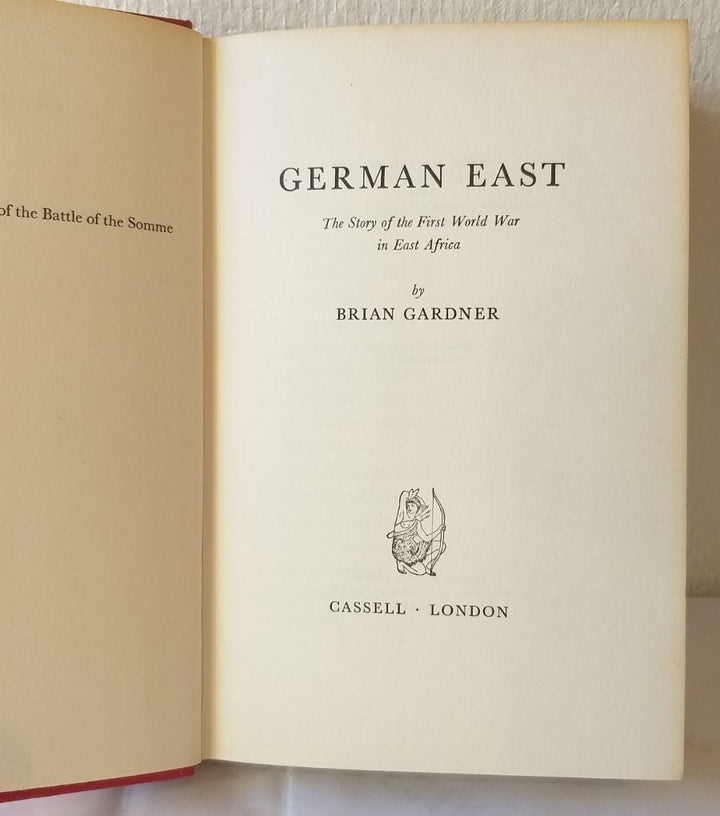 of the Battle of the Somme
GERMAN EAST
The Story of the First World War
in East Africa
by
BRIAN GARDNER
CASSELL · LONDON